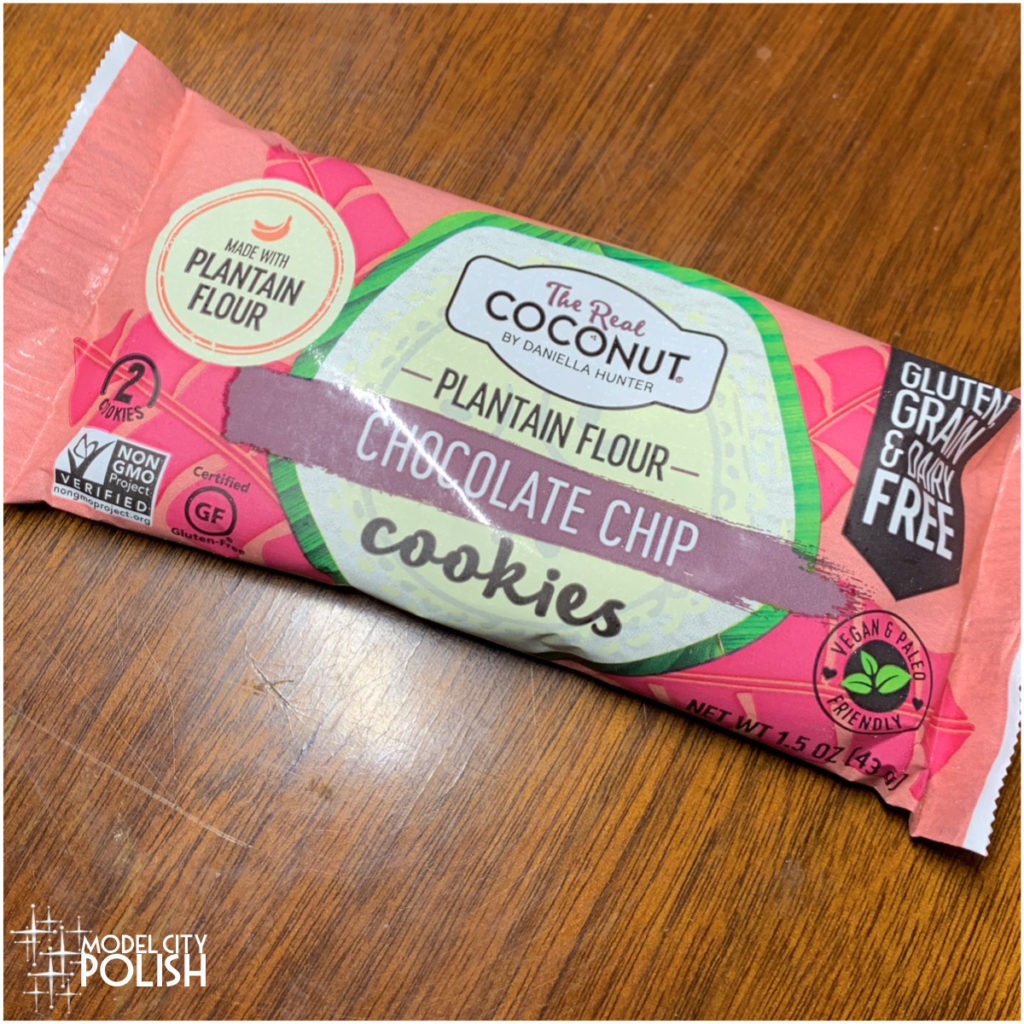 MADE WITH
PLANTAIN
FLOUR
The Real
COCONUT®
BY DANIELLA HUNTER
PLANTAIN FLOUR
CHOCOLATE CHIP
cookies
2
COOKIES
NON
GMO
Project
VERIFIED
nongmoproject.org
Certified
GF
Gluten-Free
GLUTEN,
GRAIN
& DAIRY
FREE
VEGAN & PALEO
FRIENDLY
NET WT 1.5 OZ (43 g)
MODEL CITY
POLISH